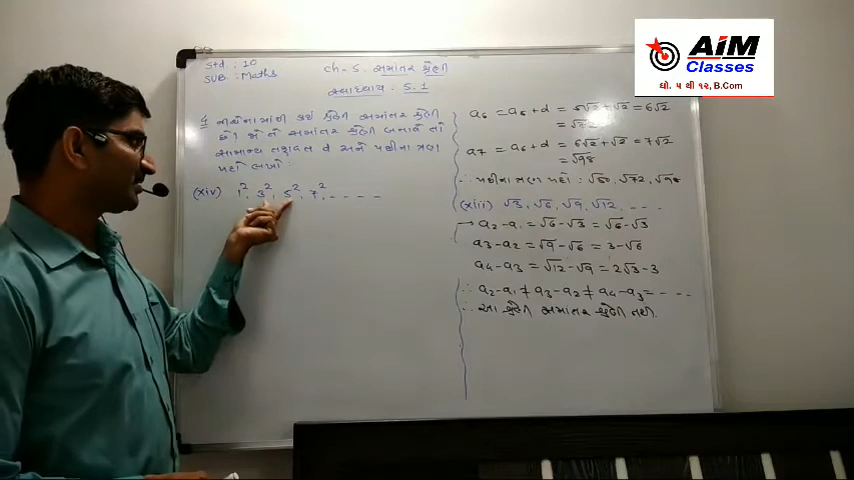 Std : 10
Sub : Maths
ch-5. સમાંતર શ્રેણી
સ્વાધ્યાય : 5.1
4 નીચેનામાંથી કઈ શ્રેણી સમાંતર શ્રેણી
છે? જો તે સમાંતર શ્રેણી બનાવે તો
સામાન્ય તફાવત d અને પછીના ત્રણ
પદો લખો :
(xiv) 1², 3², 5², 7², - - - -
a6 = a6 + d = 5√2 + √2 = 6√2
= √72
a7 = a6 + d = 6√2 + √2 = 7√2
= √98
∴ પછીના ત્રણ પદો : √50, √72, √98
(xiii) √3, √6, √9, √12, - - - -
→ a2-a1 = √6-√3 = √6-√3
a3-a2 = √9-√6 = 3-√6
a4-a3 = √12-√9 = 2√3-3
∴ a2-a1 ≠ a3-a2 ≠ a4-a3 = - - - -
∴ આ શ્રેણી સમાંતર શ્રેણી નથી.
AiM
Classes
ધો. ૫ થી ૧૨, B.Com